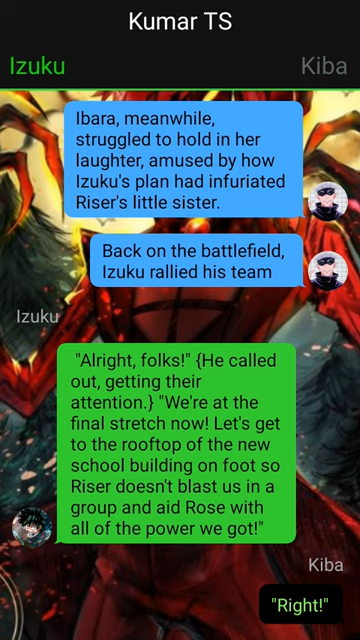 Kumar TS
Izuku
Kiba
Ibara, meanwhile,
struggled to hold in her
laughter, amused by how
Izuku's plan had infuriated
Riser's little sister.
Back on the battlefield,
Izuku rallied his team
Izuku
"Alright, folks!" {He called
out, getting their
attention.} "We're at the
final stretch now! Let's get
to the rooftop of the new
school building on foot so
Riser doesn't blast us in a
group and aid Rose with
all of the power we got!"
Kiba
"Right!"